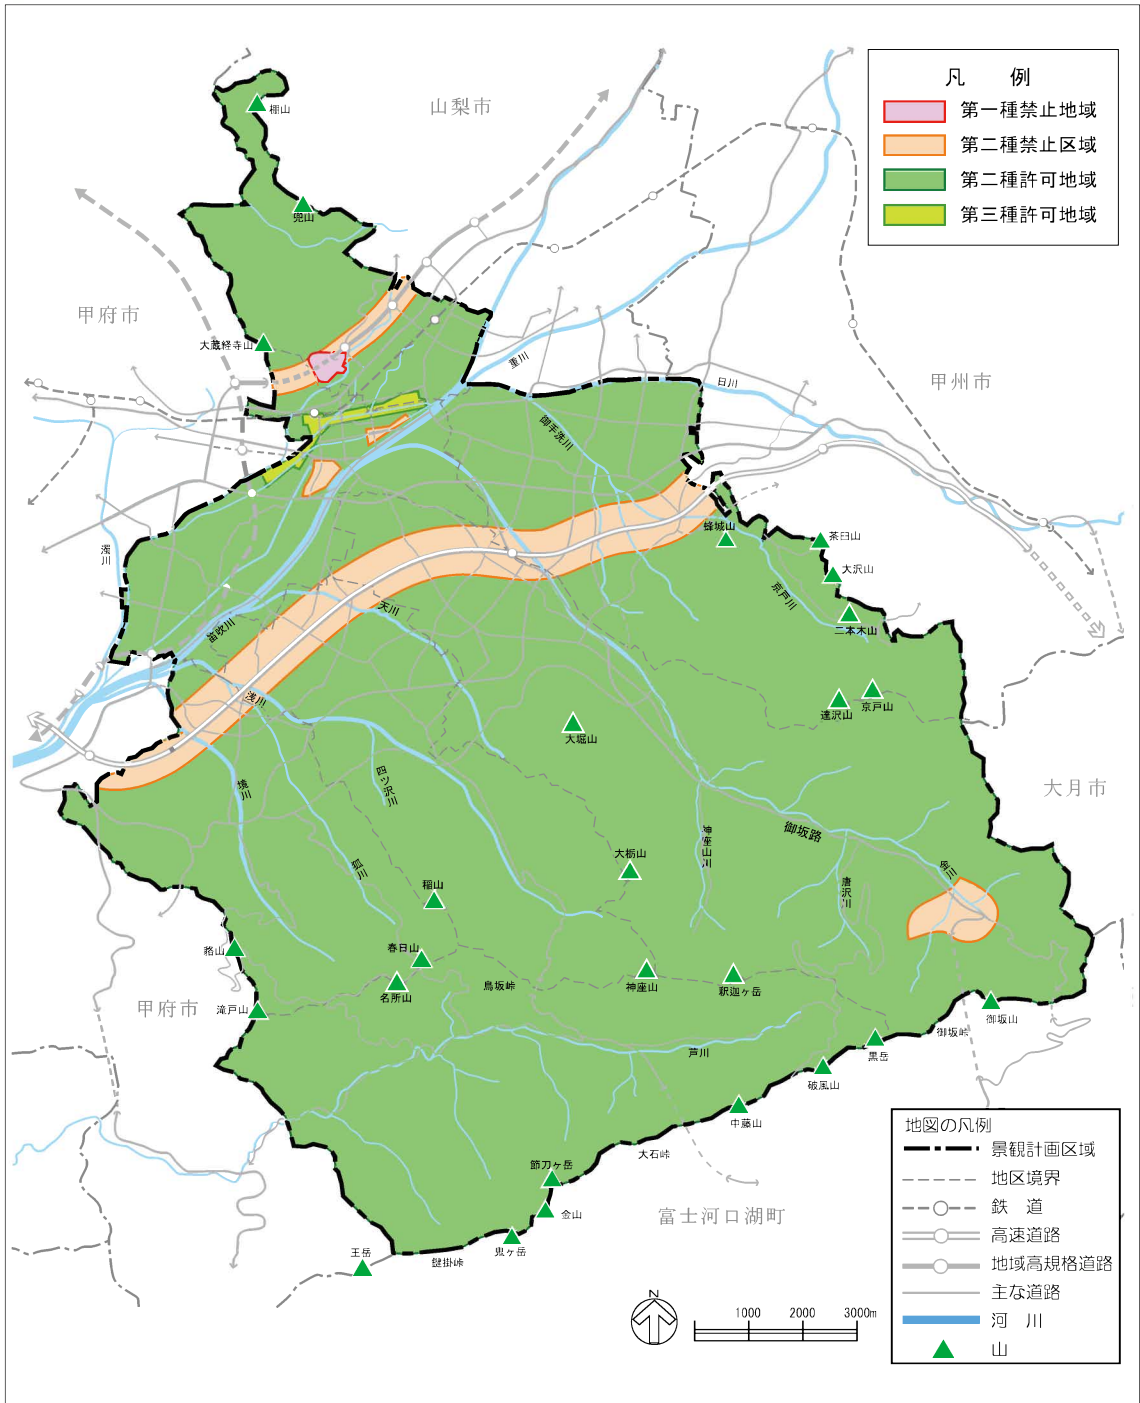 凡 例
第一種禁止地域
第二種禁止区域
第二種許可地域
第三種許可地域
山梨市
棚山
兜山
甲府市
大蔵経寺山
重川
日川
甲州市
御手洗川
濁川
蜂城山
茶臼山
大沢山
京戸川
二本木山
笛吹川
天川
浅川
達沢山
京戸山
大堀山
境川
四ツ沢川
大月市
神座山川
御坂路
大栃山
狐川
稲山
唐沢川
金川
春日山
名所山
鳥坂峠
神座山
釈迦ヶ岳
甲府市
滝戸山
御坂山
御坂峠
黒岳
芦川
破風山
中藤山
大石峠
節刀ヶ岳
金山
富士河口湖町
鬼ヶ岳
鍵掛峠
王岳
N
1000 2000 3000m
地図の凡例
景観計画区域
地区境界
鉄 道
高速道路
地域高規格道路
主な道路
河 川
山